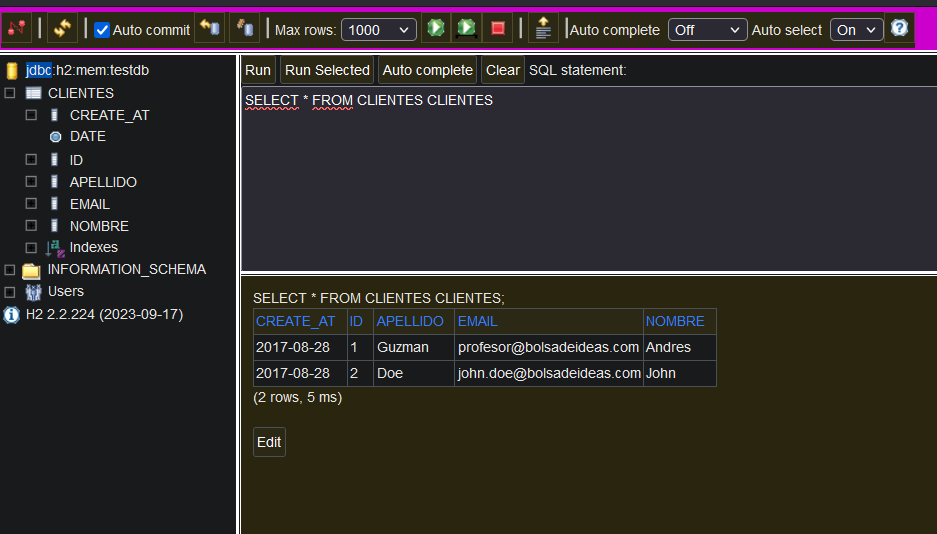 Auto commit Max rows: 1000 Auto complete Off Auto select On
jdbc:h2:mem:testdb
CLIENTES
CREATE_AT
DATE
ID
APELLIDO
EMAIL
NOMBRE
Indexes
INFORMATION_SCHEMA
Users
H2 2.2.224 (2023-09-17)
Run Run Selected Auto complete Clear SQL statement:
SELECT * FROM CLIENTES CLIENTES
SELECT * FROM CLIENTES CLIENTES;
CREATE_AT ID APELLIDO EMAIL NOMBRE
2017-08-28 1 Guzman profesor@bolsadeideas.com Andres
2017-08-28 2 Doe john.doe@bolsadeideas.com John
(2 rows, 5 ms)
Edit